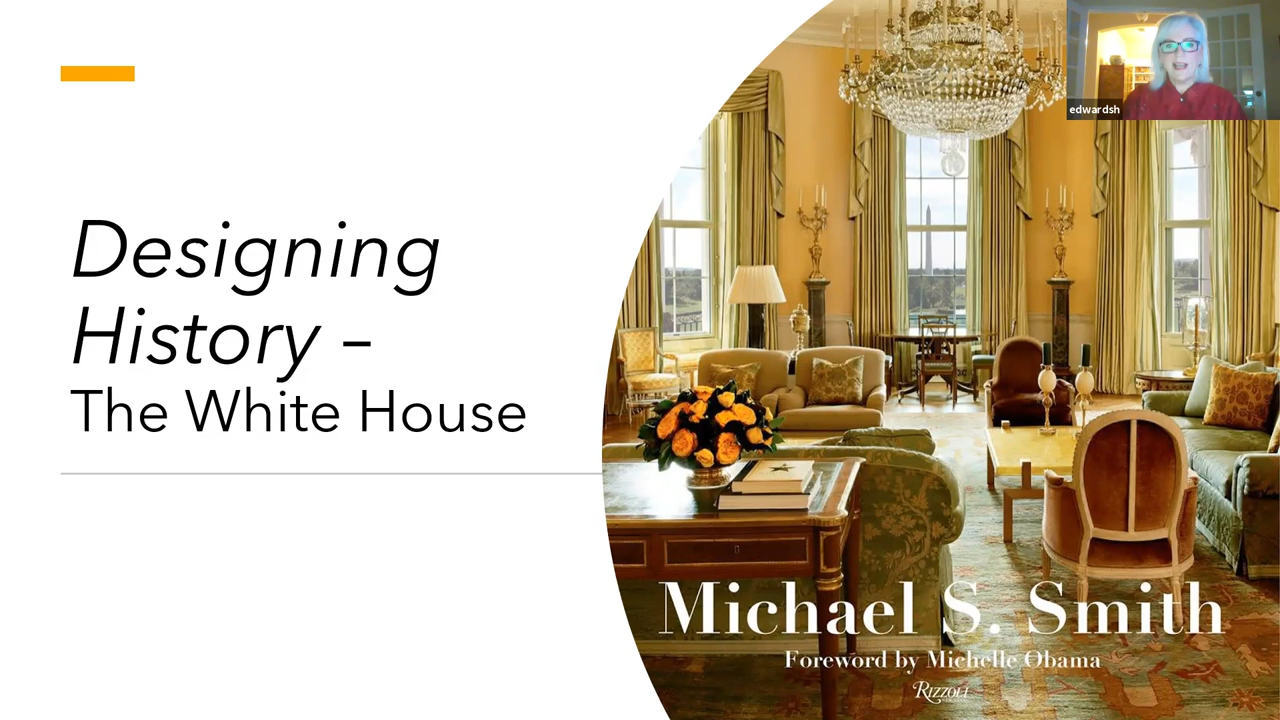 edwardsh
Designing
History –
The White House
Michael S. Smith
Foreword by Michelle Obama
Rizzoli